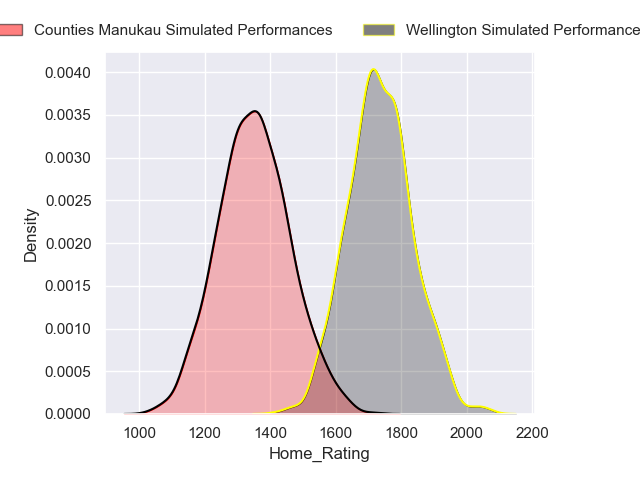 Counties Manukau Simulated Performances
Wellington Simulated Performance
0.0040
0.0035
0.0030
0.0025
0.0020
0.0015
0.0010
0.0005
0.0000
Density
1000 1200 1400 1600 1800 2000 2200
Home_Rating